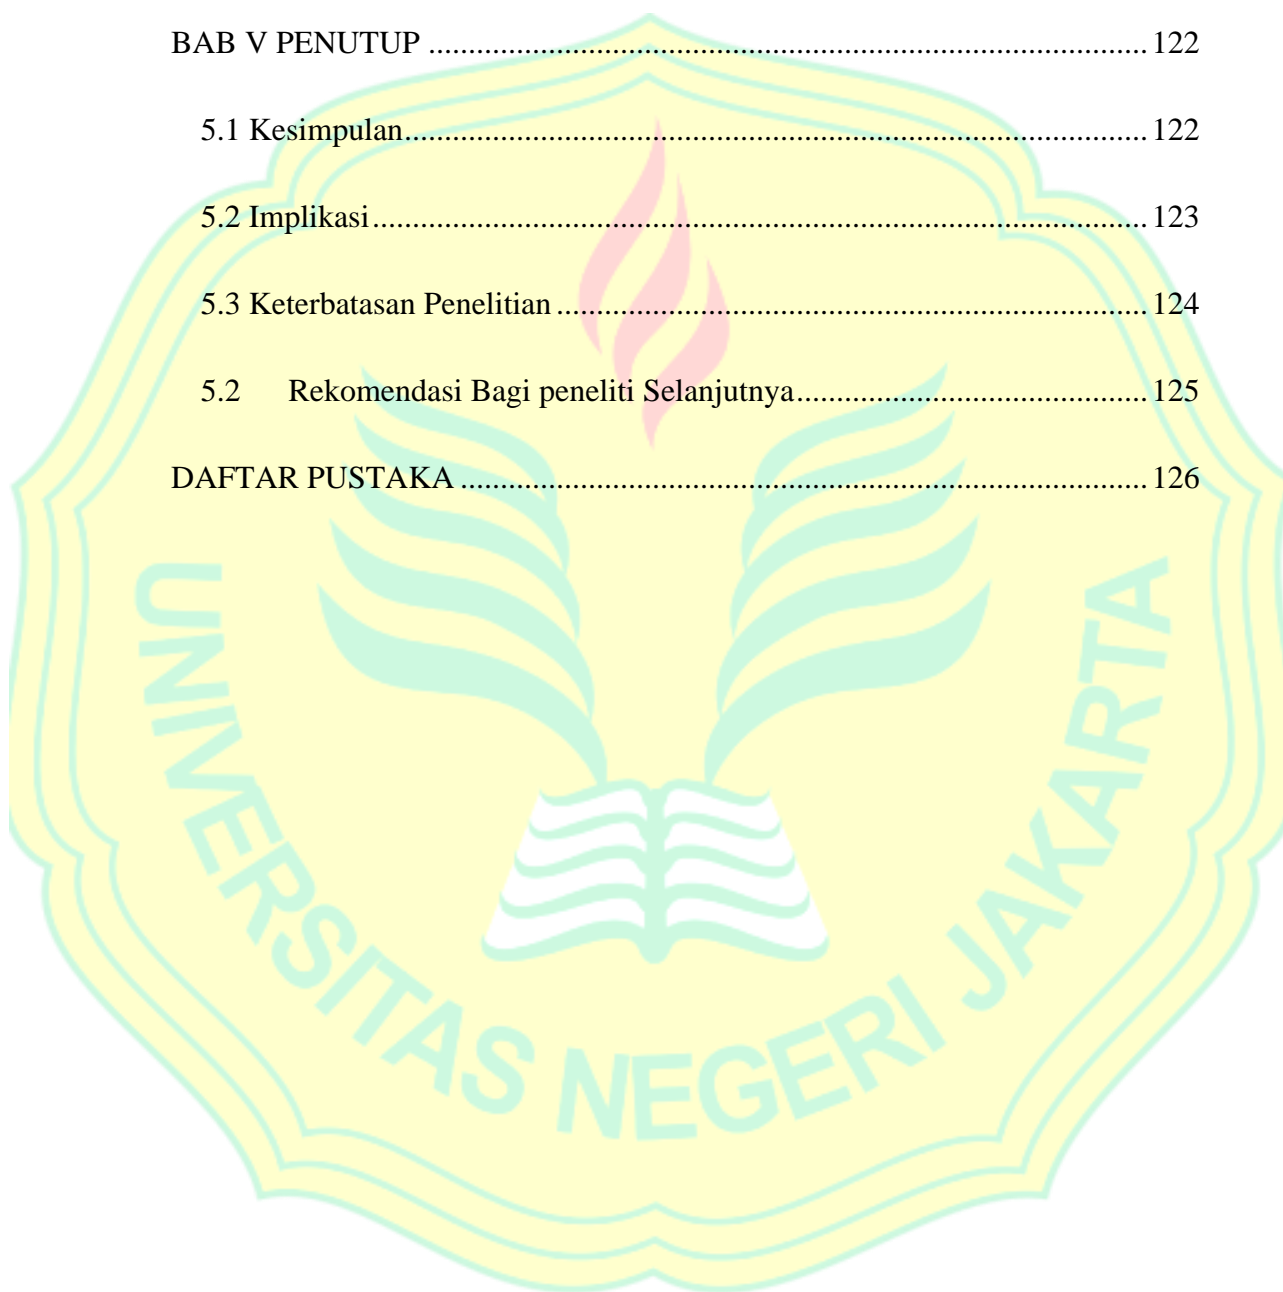 BAB V PENUTUP ............................................................................................ 122
5.1 Kesimpulan............................................................................................... 122
5.2 Implikasi................................................................................................... 123
5.3 Keterbatasan Penelitian ........................................................................... 124
5.2 Rekomendasi Bagi peneliti Selanjutnya............................................. 125
DAFTAR PUSTAKA ....................................................................................... 126
UNIVERSITAS NEGERI JAKARTA